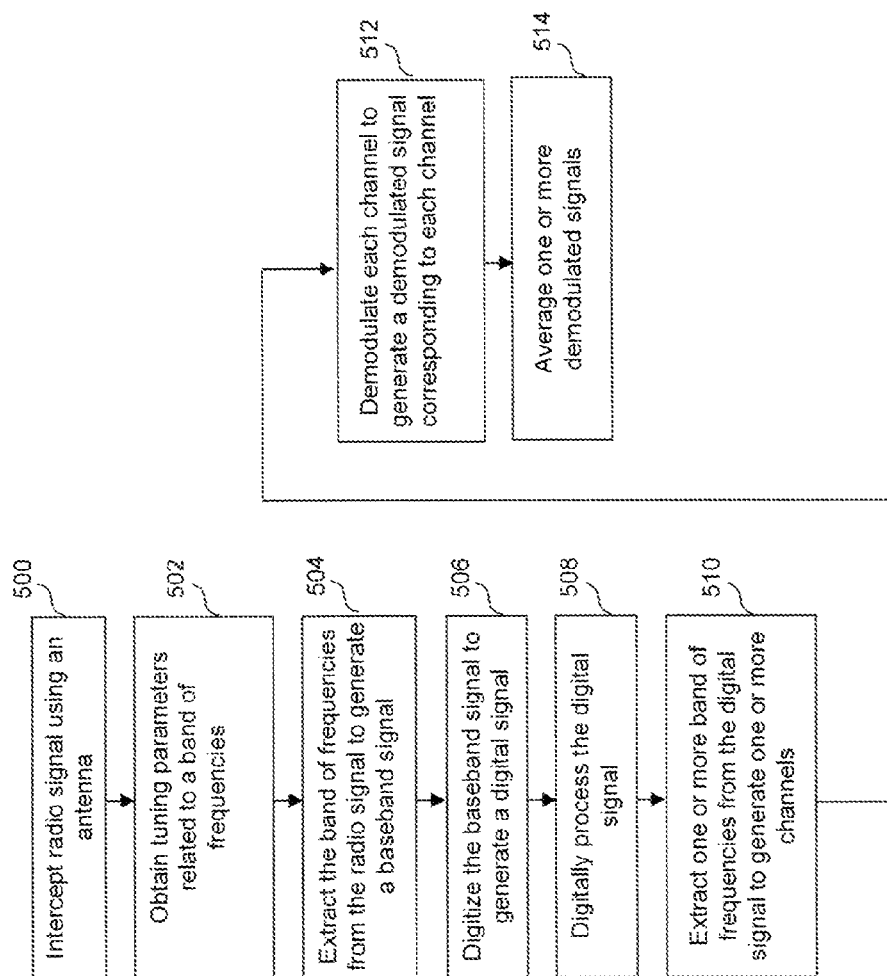 500
Intercept radio signal using an
antenna
502
Obtain tuning parameters
related to a band of
frequencies
504
Extract the band of frequencies
from the radio signal to generate
a baseband signal
506
Digitize the baseband signal to
generate a digital signal
508
Digitally process the digital
signal
510
Extract one or more band of
frequencies from the digital
signal to generate one or more
channels
512
Demodulate each channel to
generate a demodulated signal
corresponding to each channel
514
Average one or more
demodulated signals